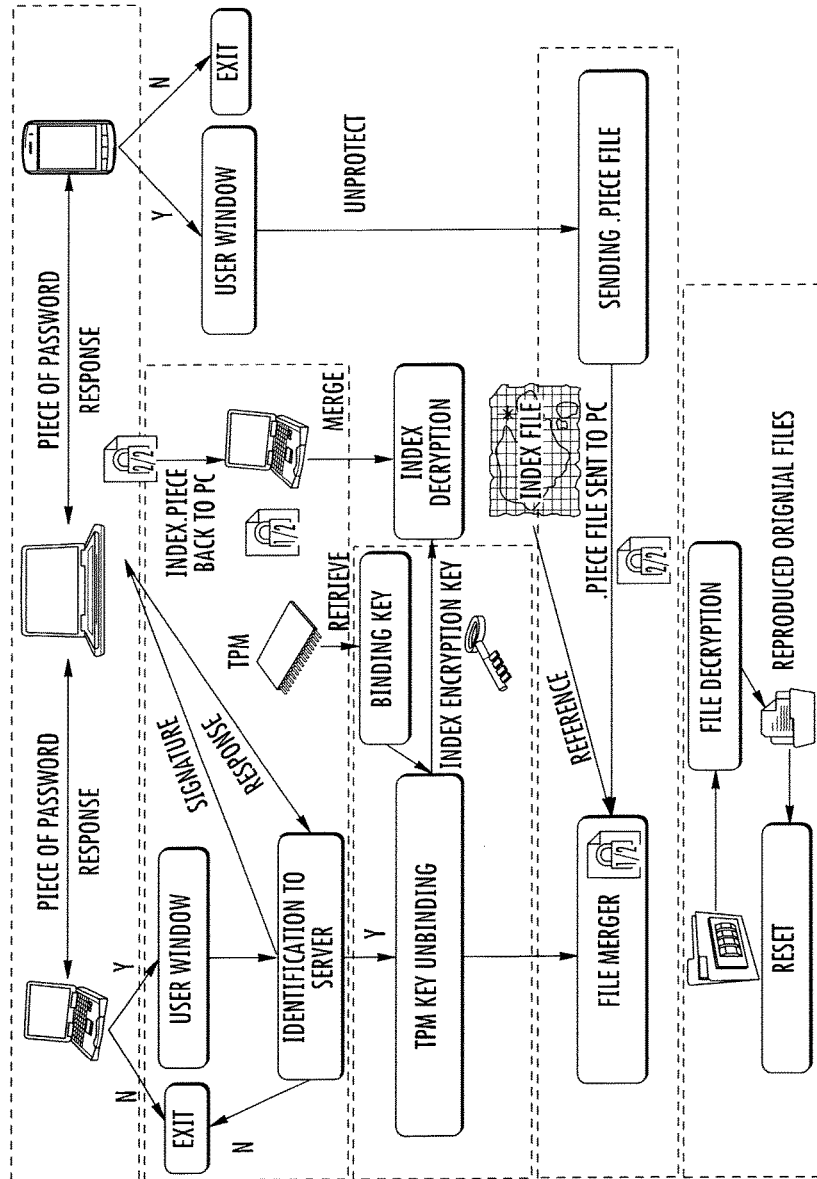 PIECE OF PASSWORD
RESPONSE
PIECE OF PASSWORD
RESPONSE
Y
N
USER WINDOW
EXIT
SIGNATURE
RESPONSE
IDENTIFICATION TO
SERVER
N
Y
2/2
INDEX.PIECE
BACK TO PC
1/2
MERGE
Y
N
USER WINDOW
EXIT
UNPROTECT
TPM
RETRIEVE
BINDING KEY
TPM KEY UNBINDING
INDEX ENCRYPTION KEY
INDEX
DECRYPTION
INDEX FILE
REFERENCE
FILE MERGER
1/2
.PIECE FILE SENT TO PC
2/2
SENDING .PIECE FILE
FILE DECRYPTION
REPRODUCED ORIGNIAL FILES
RESET